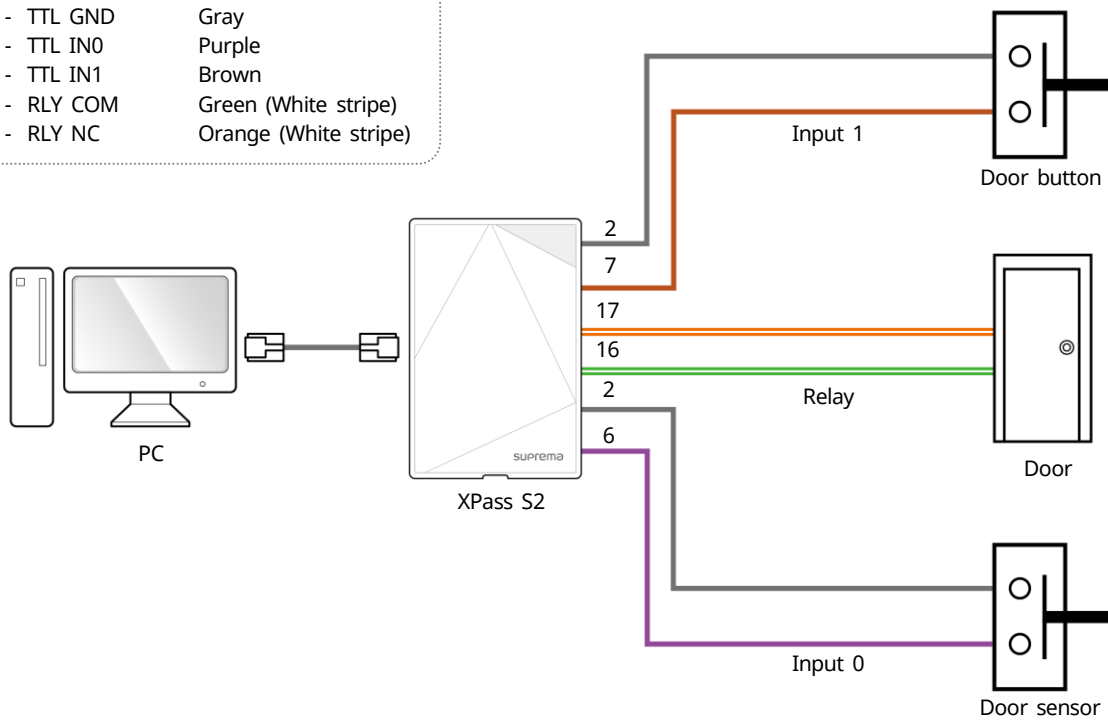 - TTL GND Gray
- TTL IN0 Purple
- TTL IN1 Brown
- RLY COM Green (White stripe)
- RLY NC Orange (White stripe)
Input 1
Door button
2
7
17
16
2
6
Relay
suprema
PC
XPass S2
Door
Input 0
Door sensor